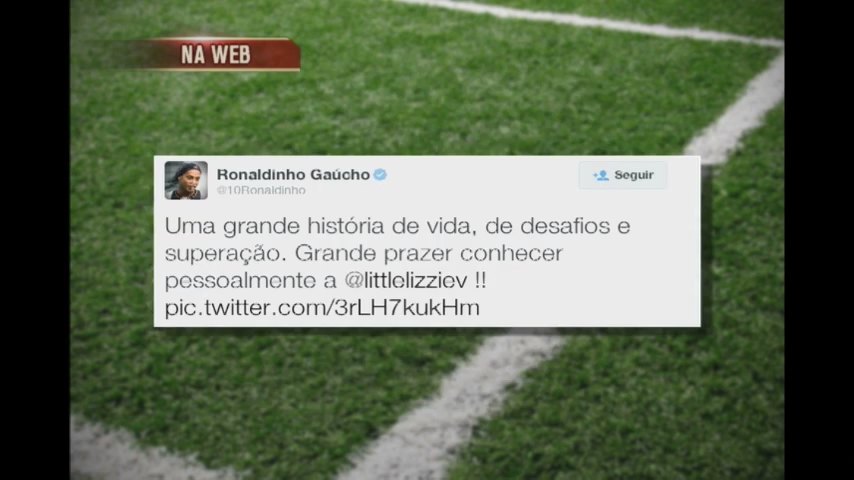 NA WEB
Ronaldinho Gaúcho
Seguir
@10Ronaldinho
Uma grande história de vida, de desafios e
superação. Grande prazer conhecer
pessoalmente a @littlelizziev !!
pic.twitter.com/3rLH7kukHm